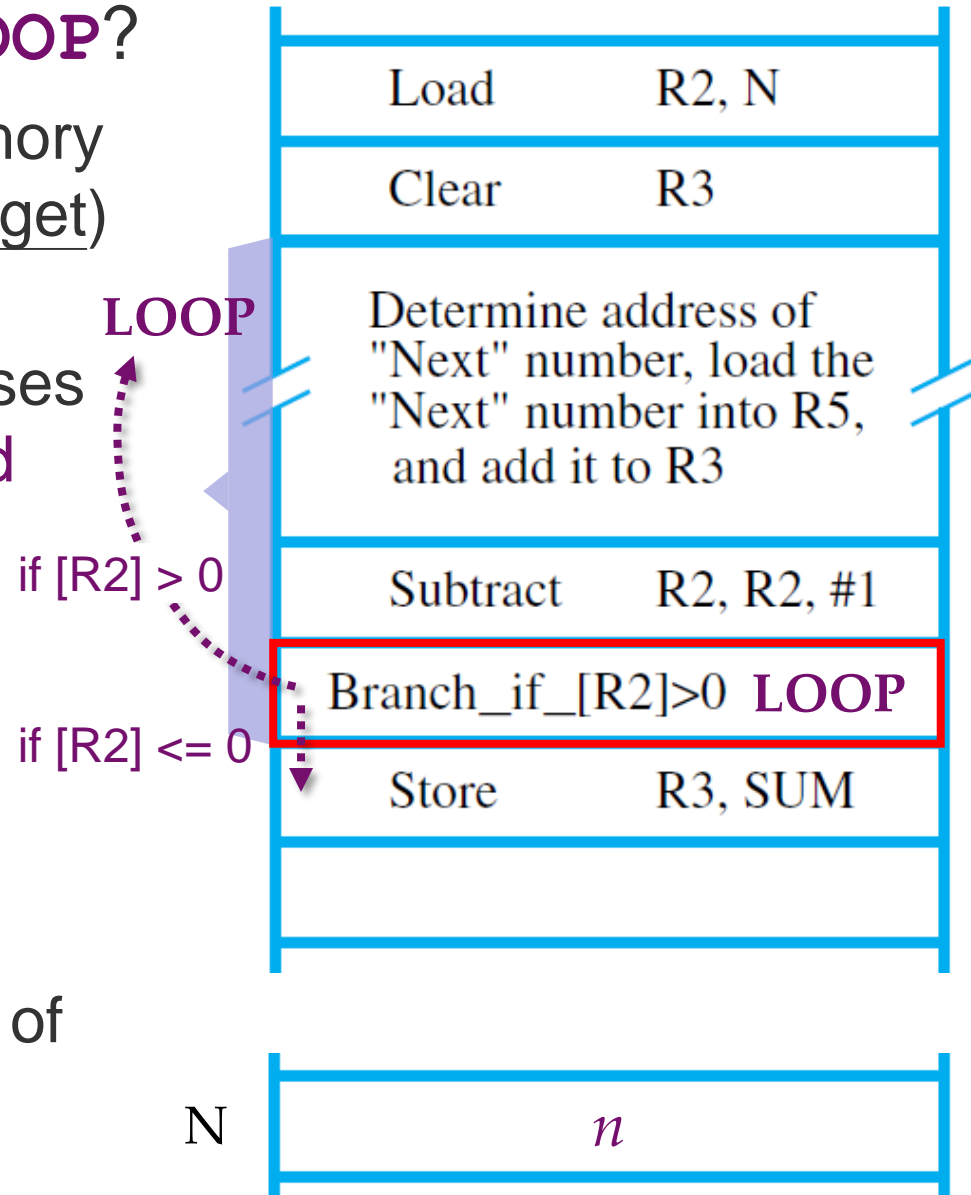 OOP?
nory
get)
ses
d
of
LOOP
if [R2] > 0
if [R2] <= 0
Load R2, N
Clear R3
Determine address of
"Next" number, load the
"Next" number into R5,
and add it to R3
Subtract R2, R2, #1
Branch_if_[R2]>0 LOOP
Store R3, SUM
N n